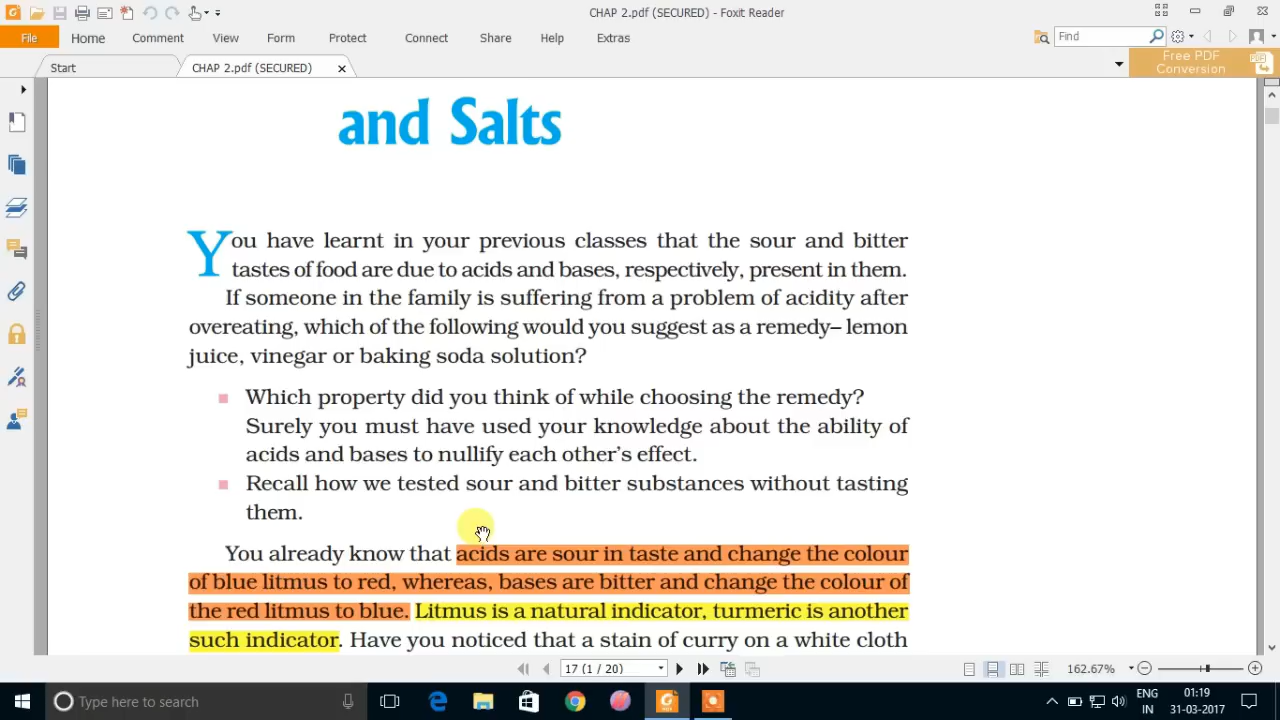 CHAP 2.pdf (SECURED) - Foxit Reader
File Home Comment View Form Protect Connect Share Help Extras Find
Start CHAP 2.pdf (SECURED) x Free PDF
Conversion
and Salts
You have learnt in your previous classes that the sour and bitter
tastes of food are due to acids and bases, respectively, present in them.
If someone in the family is suffering from a problem of acidity after
overeating, which of the following would you suggest as a remedy– lemon
juice, vinegar or baking soda solution?
Which property did you think of while choosing the remedy?
Surely you must have used your knowledge about the ability of
acids and bases to nullify each other's effect.
Recall how we tested sour and bitter substances without tasting
them.
You already know that acids are sour in taste and change the colour
of blue litmus to red, whereas, bases are bitter and change the colour of
the red litmus to blue. Litmus is a natural indicator, turmeric is another
such indicator. Have you noticed that a stain of curry on a white cloth
17 (1 / 20) 162.67%
Type here to search ENG 01:19
IN 31-03-2017